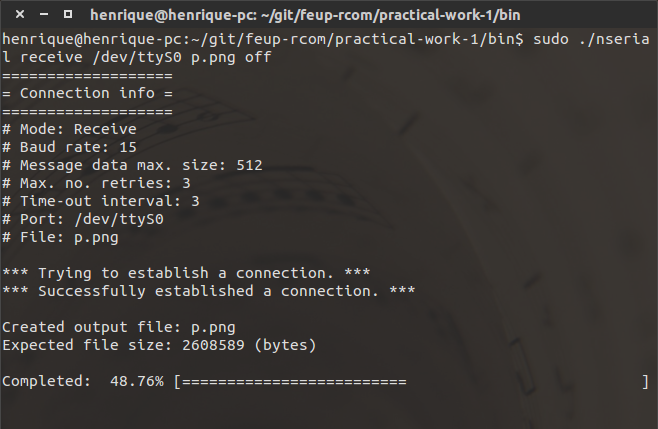 henrique@henrique-pc: ~/git/feup-rcom/practical-work-1/bin
henrique@henrique-pc:~/git/feup-rcom/practical-work-1/bin$ sudo ./nseria
l receive /dev/ttyS0 p.png off
===================
= Connection info =
===================
# Mode: Receive
# Baud rate: 15
# Message data max. size: 512
# Max. no. retries: 3
# Time-out interval: 3
# Port: /dev/ttyS0
# File: p.png
*** Trying to establish a connection. ***
*** Successfully established a connection. ***
Created output file: p.png
Expected file size: 2608589 (bytes)
Completed:  48.76% [=========================                          ]